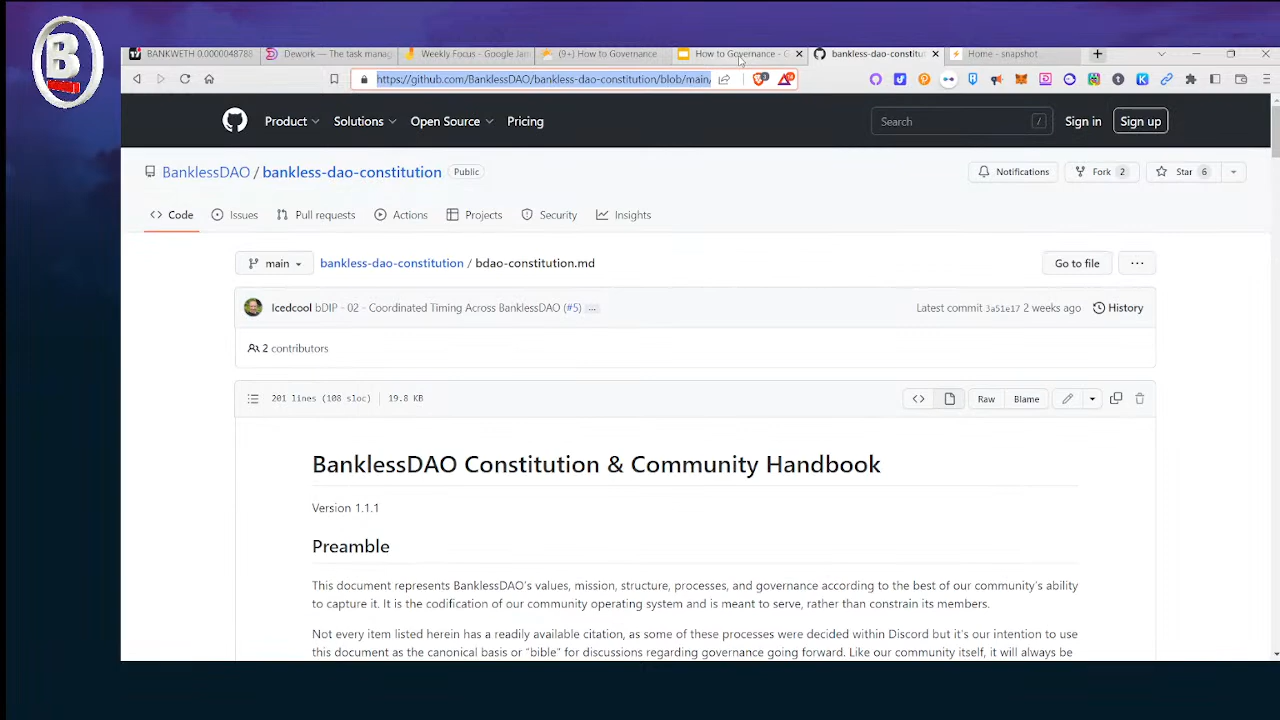 B
BANKWETH 0.0000048788
Dework — The task manag
Weekly Focus - Google Jam
(9+) How to Governance
How to Governance - G
bankless-dao-constitut
Home - snapshot
https://github.com/BanklessDAO/bankless-dao-constitution/blob/main/
Product
Solutions
Open Source
Pricing
Search
/
Sign in
Sign up
BanklessDAO / bankless-dao-constitution
Public
Notifications
Fork 2
Star 6
Code
Issues
Pull requests
Actions
Projects
Security
Insights
main
bankless-dao-constitution / bdao-constitution.md
Go to file
...
Icedcool bDIP - 02 - Coordinated Timing Across BanklessDAO (#5) ...
Latest commit 3a51e17 2 weeks ago
History
2 contributors
201 lines (108 sloc)
19.8 KB
Raw
Blame
BanklessDAO Constitution & Community Handbook
Version 1.1.1
Preamble
This document represents BanklessDAO's values, mission, structure, processes, and governance according to the best of our community's ability
to capture it. It is the codification of our community operating system and is meant to serve, rather than constrain its members.
Not every item listed herein has a readily available citation, as some of these processes were decided within Discord but it's our intention to use
this document as the canonical basis or "bible" for discussions regarding governance going forward. Like our community itself, it will always be